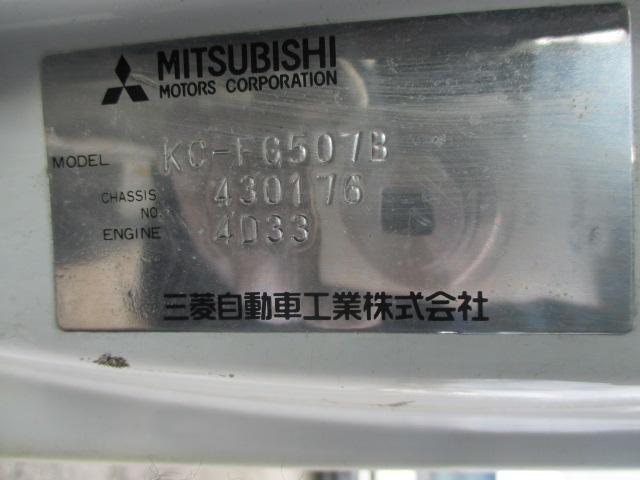 MITSUBISHI
MOTORS CORPORATION
MODEL KC-FG507B
CHASSIS NO. 430176
ENGINE 4D33
三菱自動車工業株式会社